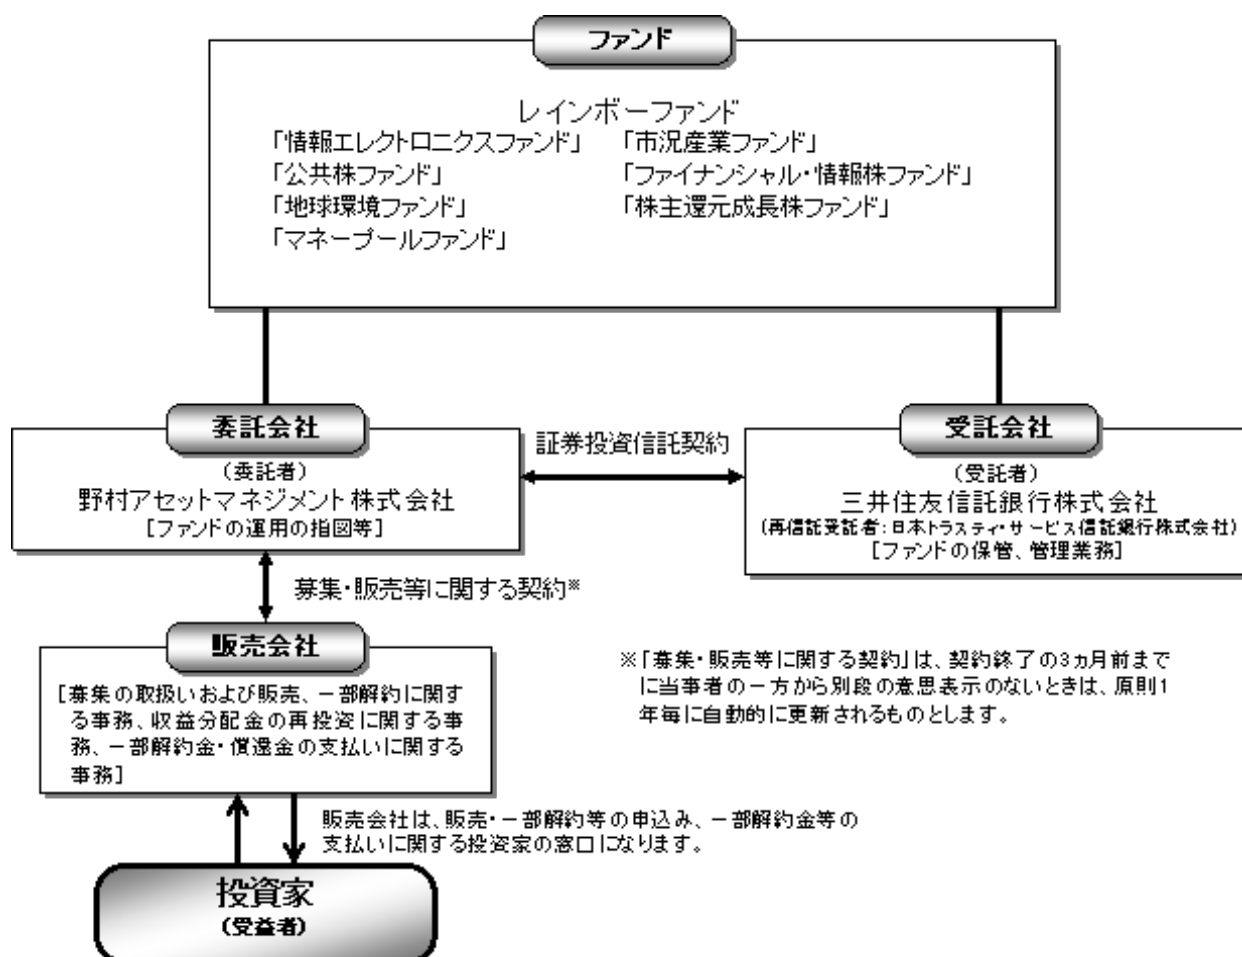 ファンド
レインボーファンド
「情報エレクトロニクスファンド」 「市況産業ファンド」
「公共株ファンド」 「ファイナンシャル・情報株ファンド」
「地球環境ファンド」 「株主還元成長株ファンド」
「マネープールファンド」
委託会社
(委託者)
野村アセットマネジメント株式会社
[ファンドの運用の指図等]
証券投資信託契約
受託会社
(受託者)
三井住友信託銀行株式会社
(再信託受託者:日本トラスティ・サービス信託銀行株式会社)
[ファンドの保管、管理業務]
募集・販売等に関する契約※
販売会社
[募集の取扱いおよび販売、一部解約に関す
る事務、収益分配金の再投資に関する事
務、一部解約金・償還金の支払いに関する
事務]
※「募集・販売等に関する契約」は、契約終了の3ヵ月前まで
に当事者の一方から別段の意思表示のないときは、原則1
年毎に自動的に更新されるものとします。
販売会社は、販売・一部解約等の申込み、一部解約金等の
支払いに関する投資家の窓口になります。
投資家
(受益者)